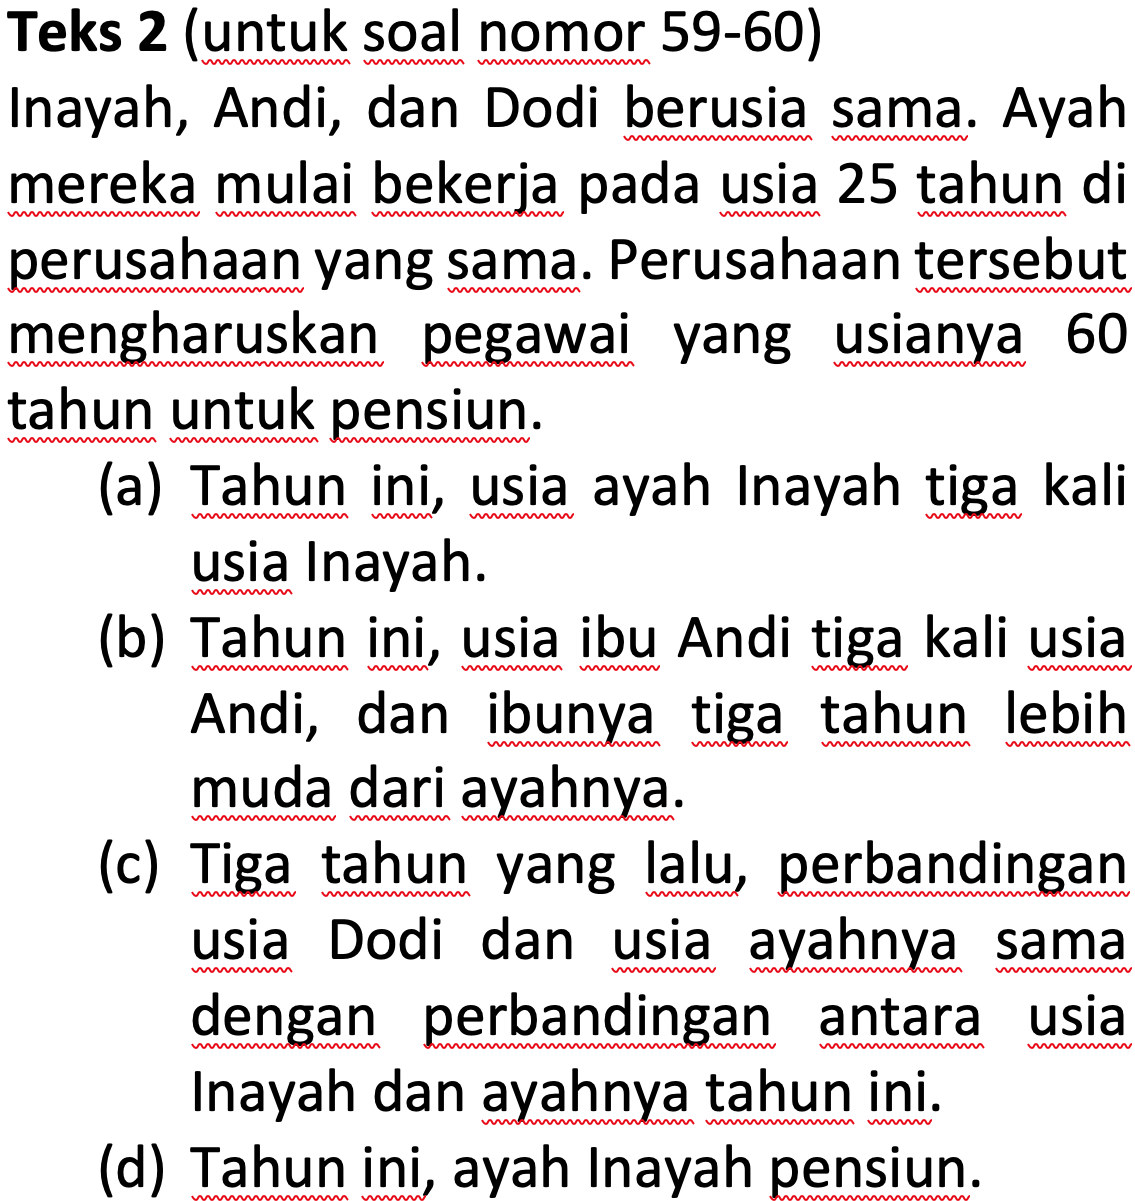 Teks 2 (untuk soal nomor 59-60)
Inayah, Andi, dan Dodi berusia sama. Ayah
mereka mulai bekerja pada usia 25 tahun di
perusahaan yang sama. Perusahaan tersebut
mengharuskan pegawai yang usianya 60
tahun untuk pensiun.
(a) Tahun ini, usia ayah Inayah tiga kali
usia Inayah.
(b) Tahun ini, usia ibu Andi tiga kali usia
Andi, dan ibunya tiga tahun lebih
muda dari ayahnya.
(c) Tiga tahun yang lalu, perbandingan
usia Dodi dan usia ayahnya sama
dengan perbandingan antara usia
Inayah dan ayahnya tahun ini.
(d) Tahun ini, ayah Inayah pensiun.